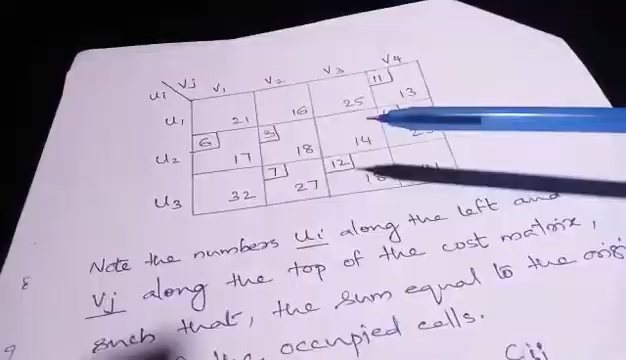 ui vj v1 v2 v3 v4
u1 21 16 25 11 13
u2 6 17 3 18 14
u3 32 7 27 12
Note the numbers ui along the left and
vj along the top of the cost matrix,
such that, the sum equal to the
the occupied cells.